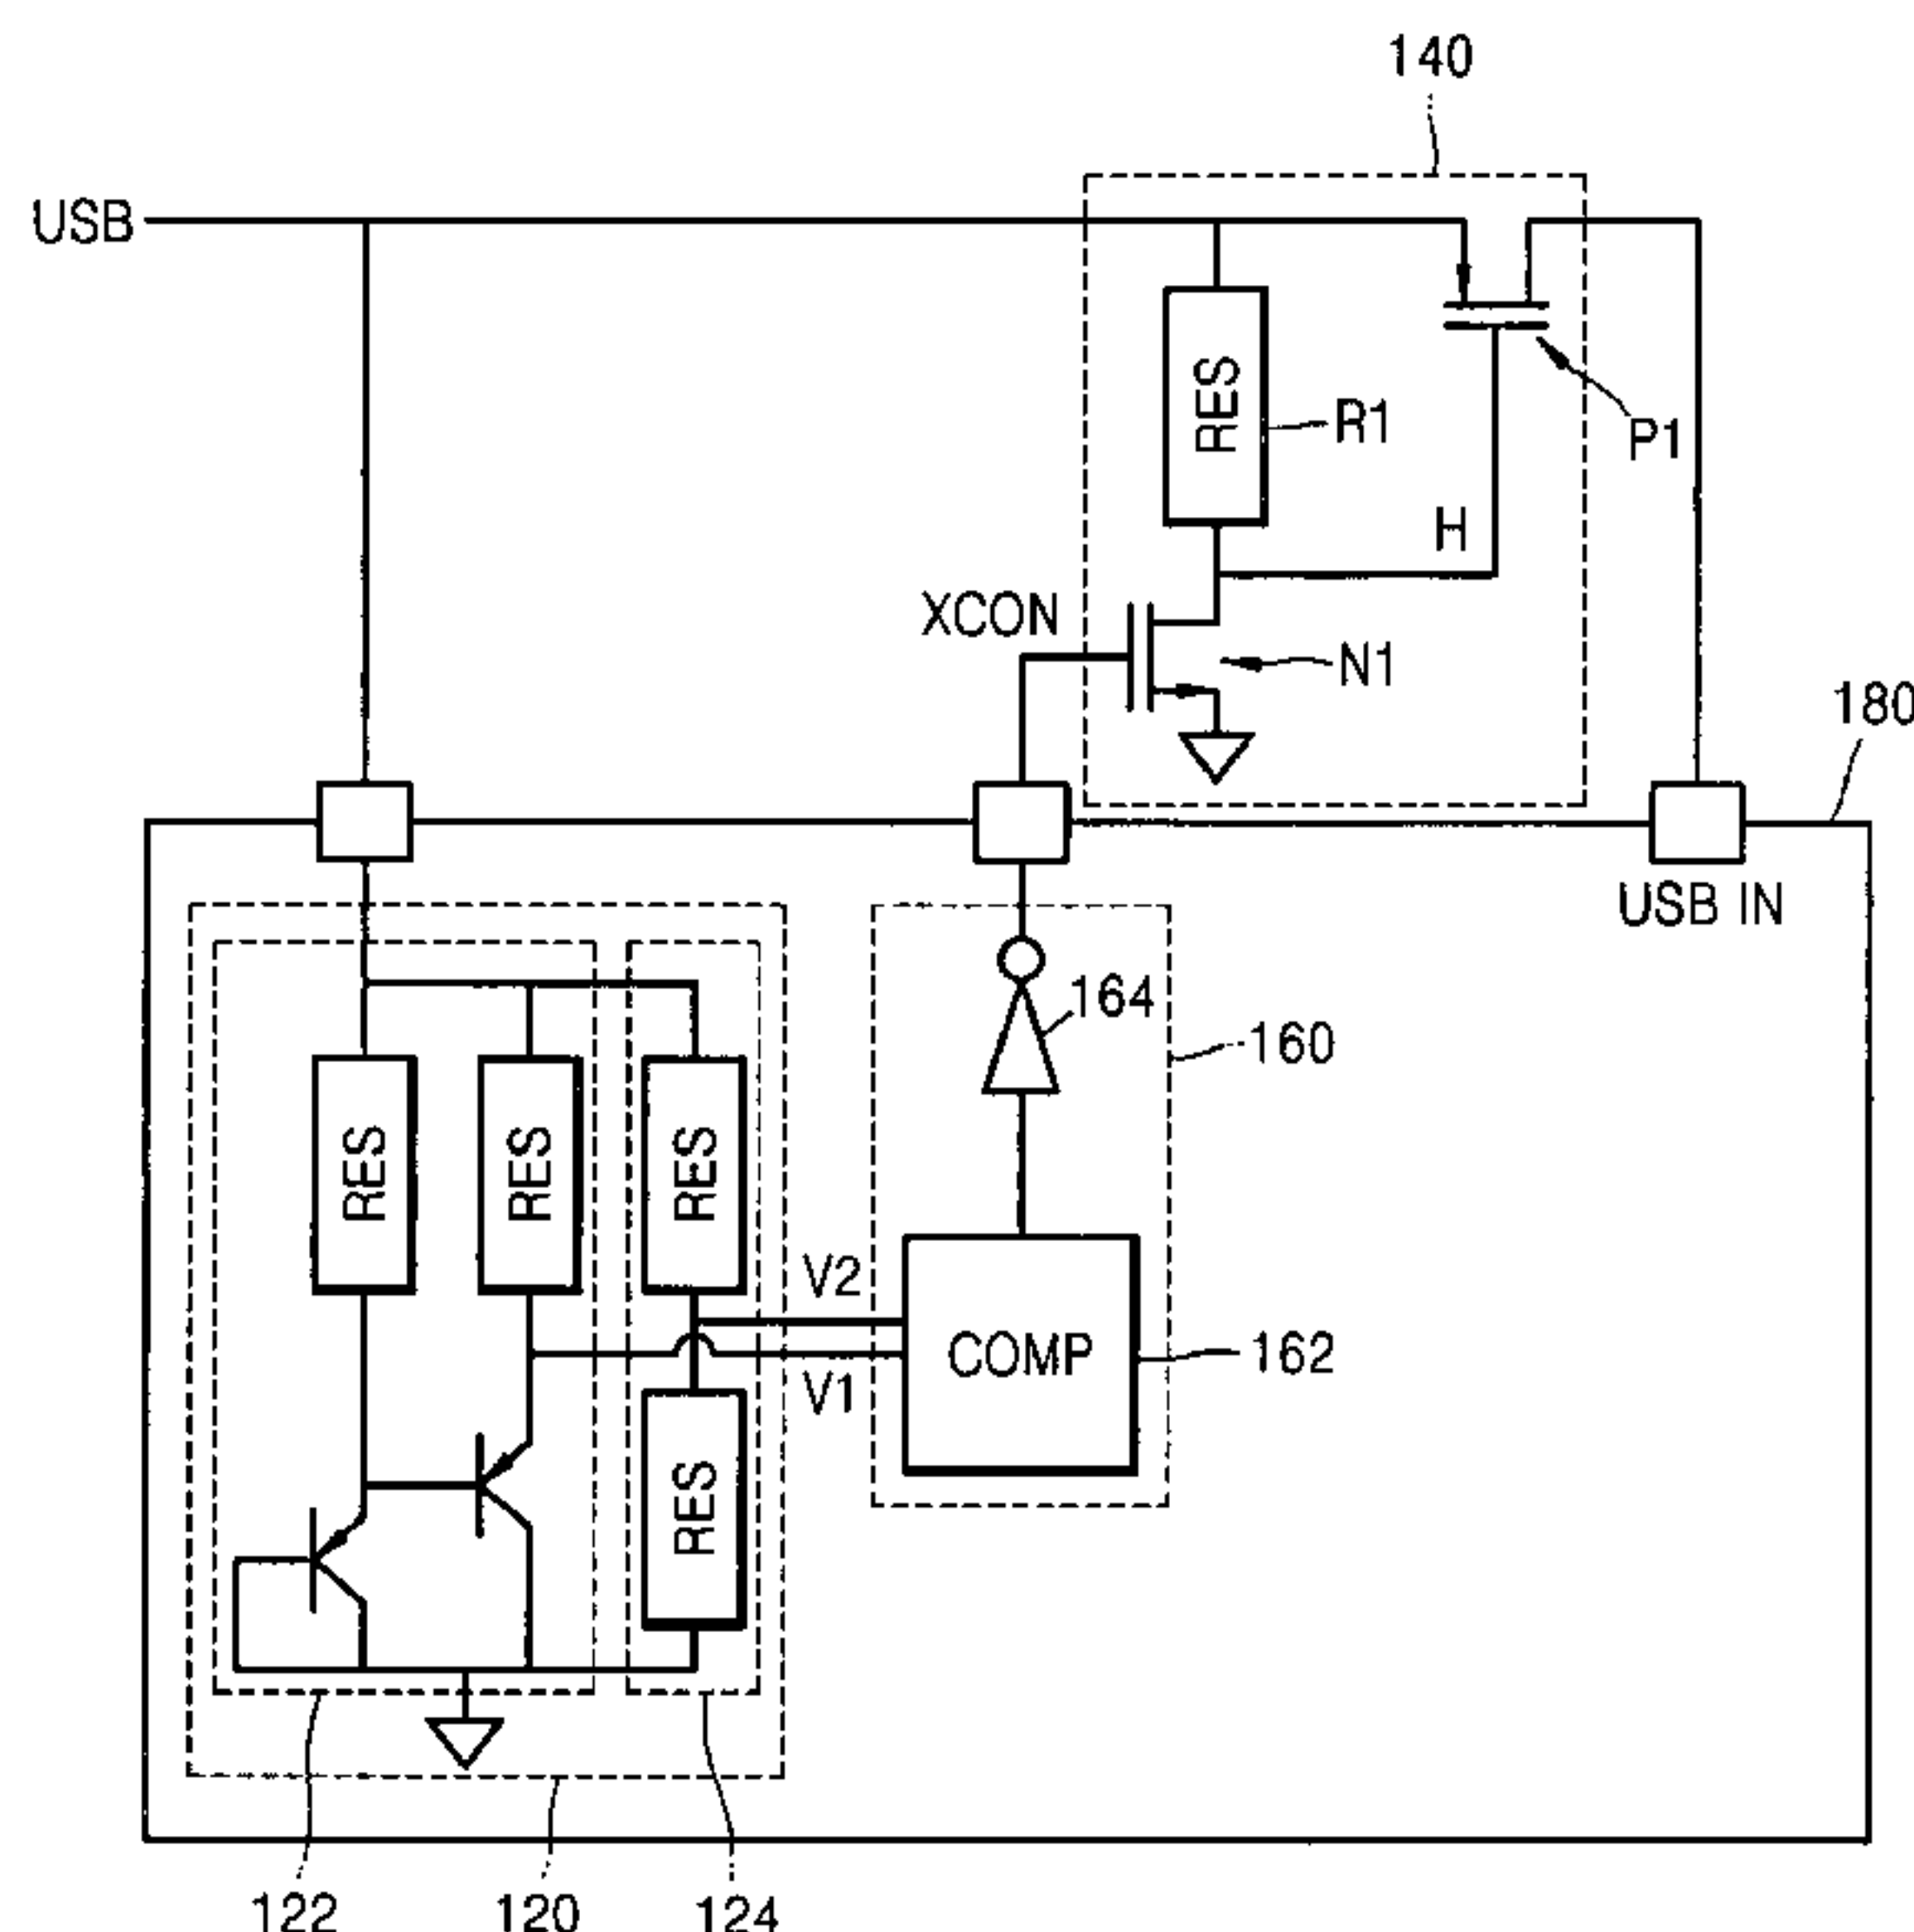 140
USB
RES
R1
P1
H
XCON
N1
180
USB IN
164
160
RES
RES
RES
V2
COMP
162
V1
RES
122
120
124